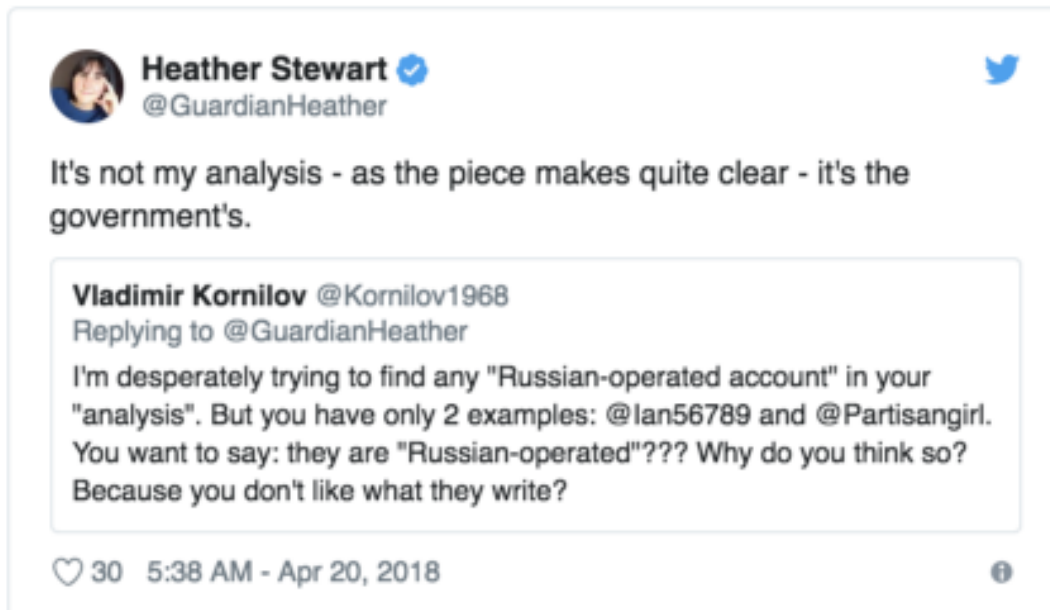 Heather Stewart
@GuardianHeather
It's not my analysis - as the piece makes quite clear - it's the
government's.
Vladimir Kornilov @Kornilov1968
Replying to @GuardianHeather
I'm desperately trying to find any "Russian-operated account" in your
"analysis". But you have only 2 examples: @Ian56789 and @Partisangirl.
You want to say: they are "Russian-operated"??? Why do you think so?
Because you don't like what they write?
30 5:38 AM - Apr 20, 2018